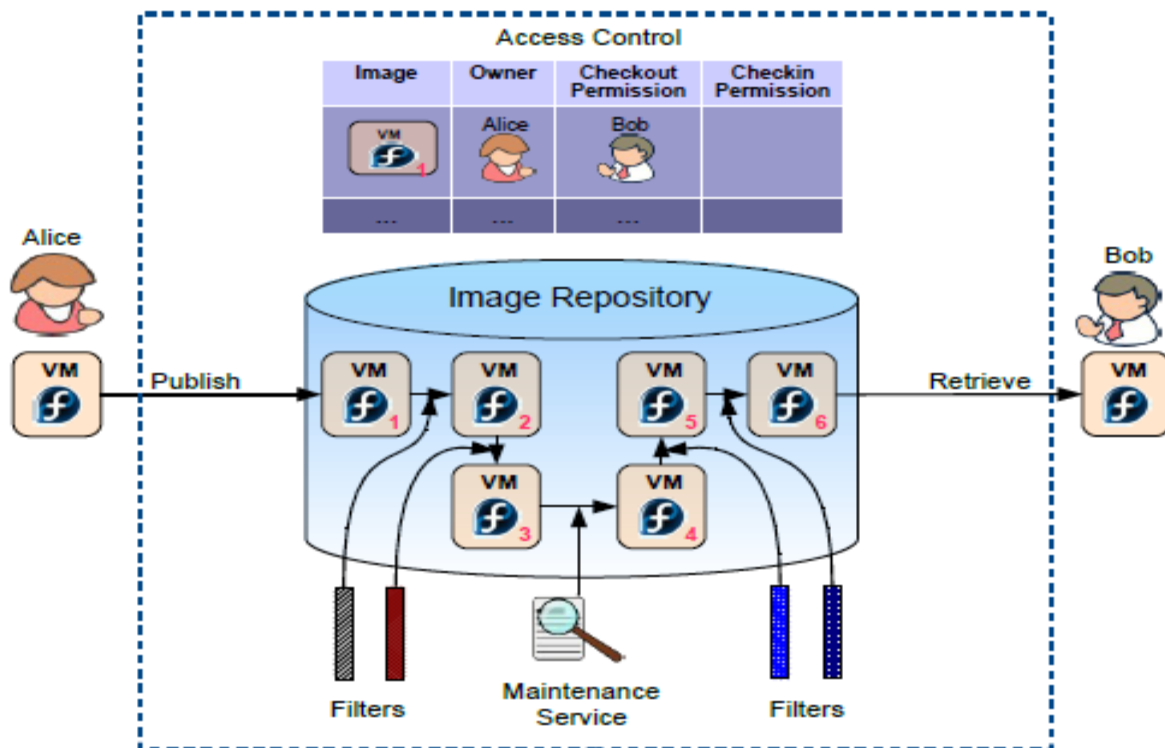 Access Control
Image Owner Checkout Permission Checkin Permission
VM 1 Alice Bob
... ... ...
Alice
Bob
Image Repository
VM
Publish
VM 1
VM 2
VM 5
VM 6
Retrieve
VM
VM 3
VM 4
Filters
Maintenance
Service
Filters